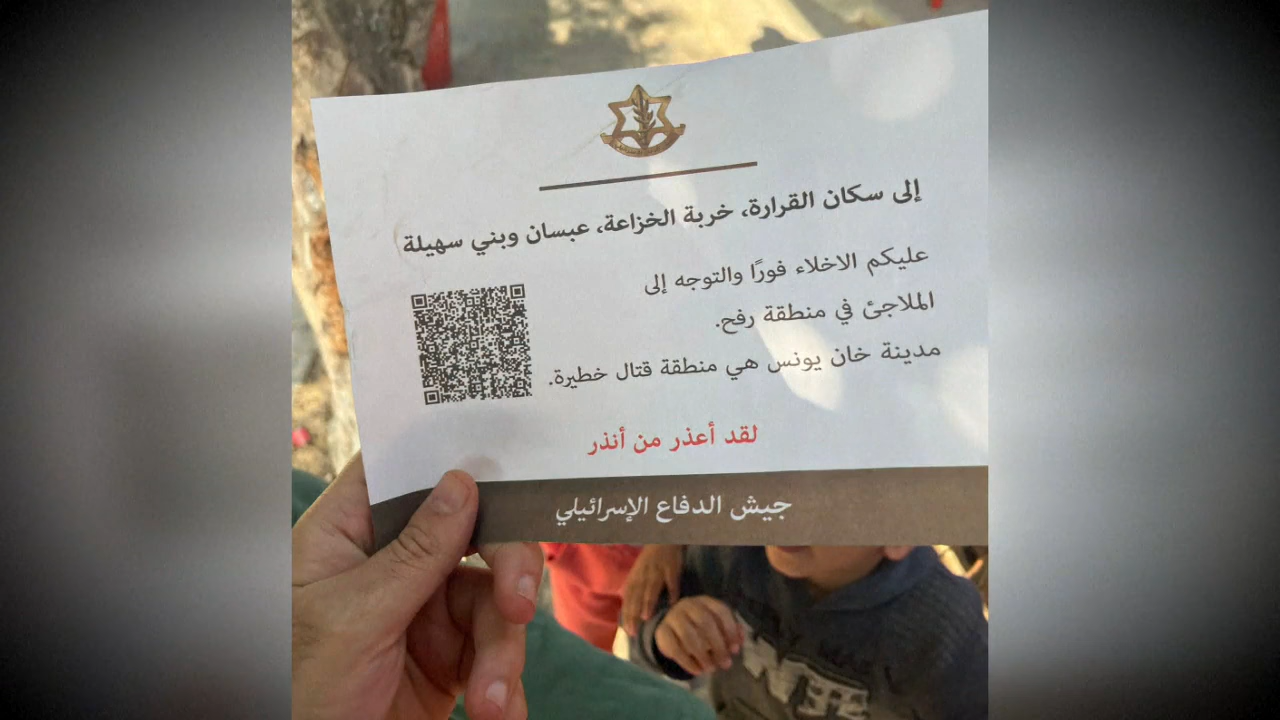 إلى سكان القرارة، خربة الخزاعة، عبسان وبني سهيلة
عليكم الاخلاء فورًا والتوجه إلى
الملاجئ في منطقة رفح.
مدينة خان يونس هي منطقة قتال خطيرة.
لقد أعذر من أنذر
جيش الدفاع الإسرائيلي